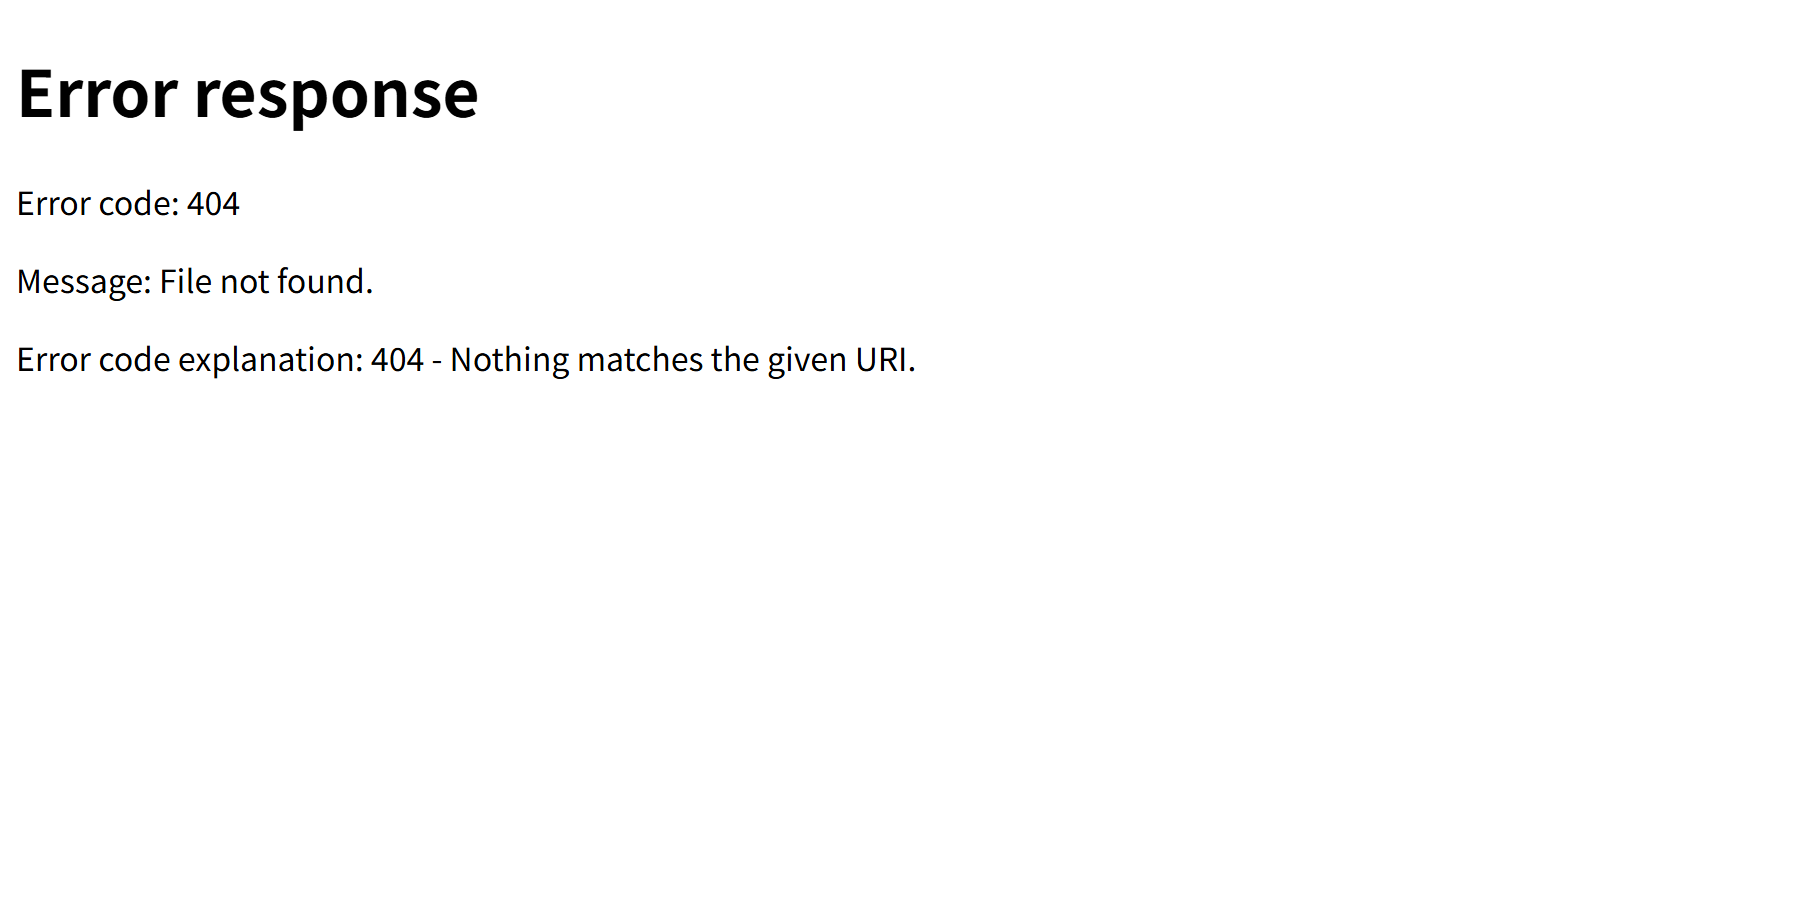 Error response
Error code: 404
Message: File not found.
Error code explanation: 404 - Nothing matches the given URI.